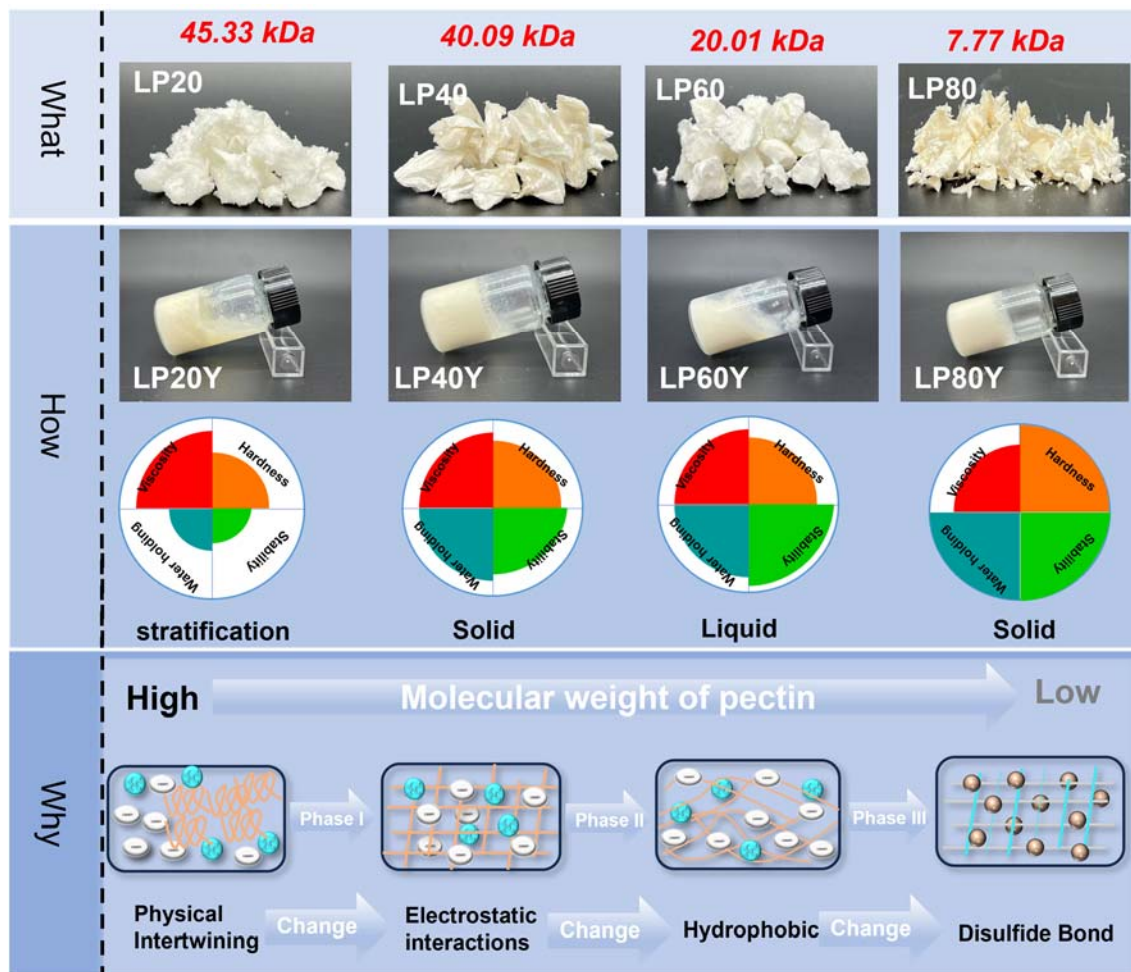 What
45.33 kDa
40.09 kDa
20.01 kDa
7.77 kDa
LP20
LP40
LP60
LP80
How
LP20Y
LP40Y
LP60Y
LP80Y
Viscosity
Hardness
Water holding
Stability
Viscosity
Hardness
Water holding
Stability
Viscosity
Hardness
Water holding
Stability
Viscosity
Hardness
Water holding
Stability
stratification
Solid
Liquid
Solid
Why
High
Molecular weight of pectin
Low
Phase I
Phase II
Phase III
Physical
Intertwining
Change
Electrostatic
interactions
Change
Hydrophobic
Change
Disulfide Bond